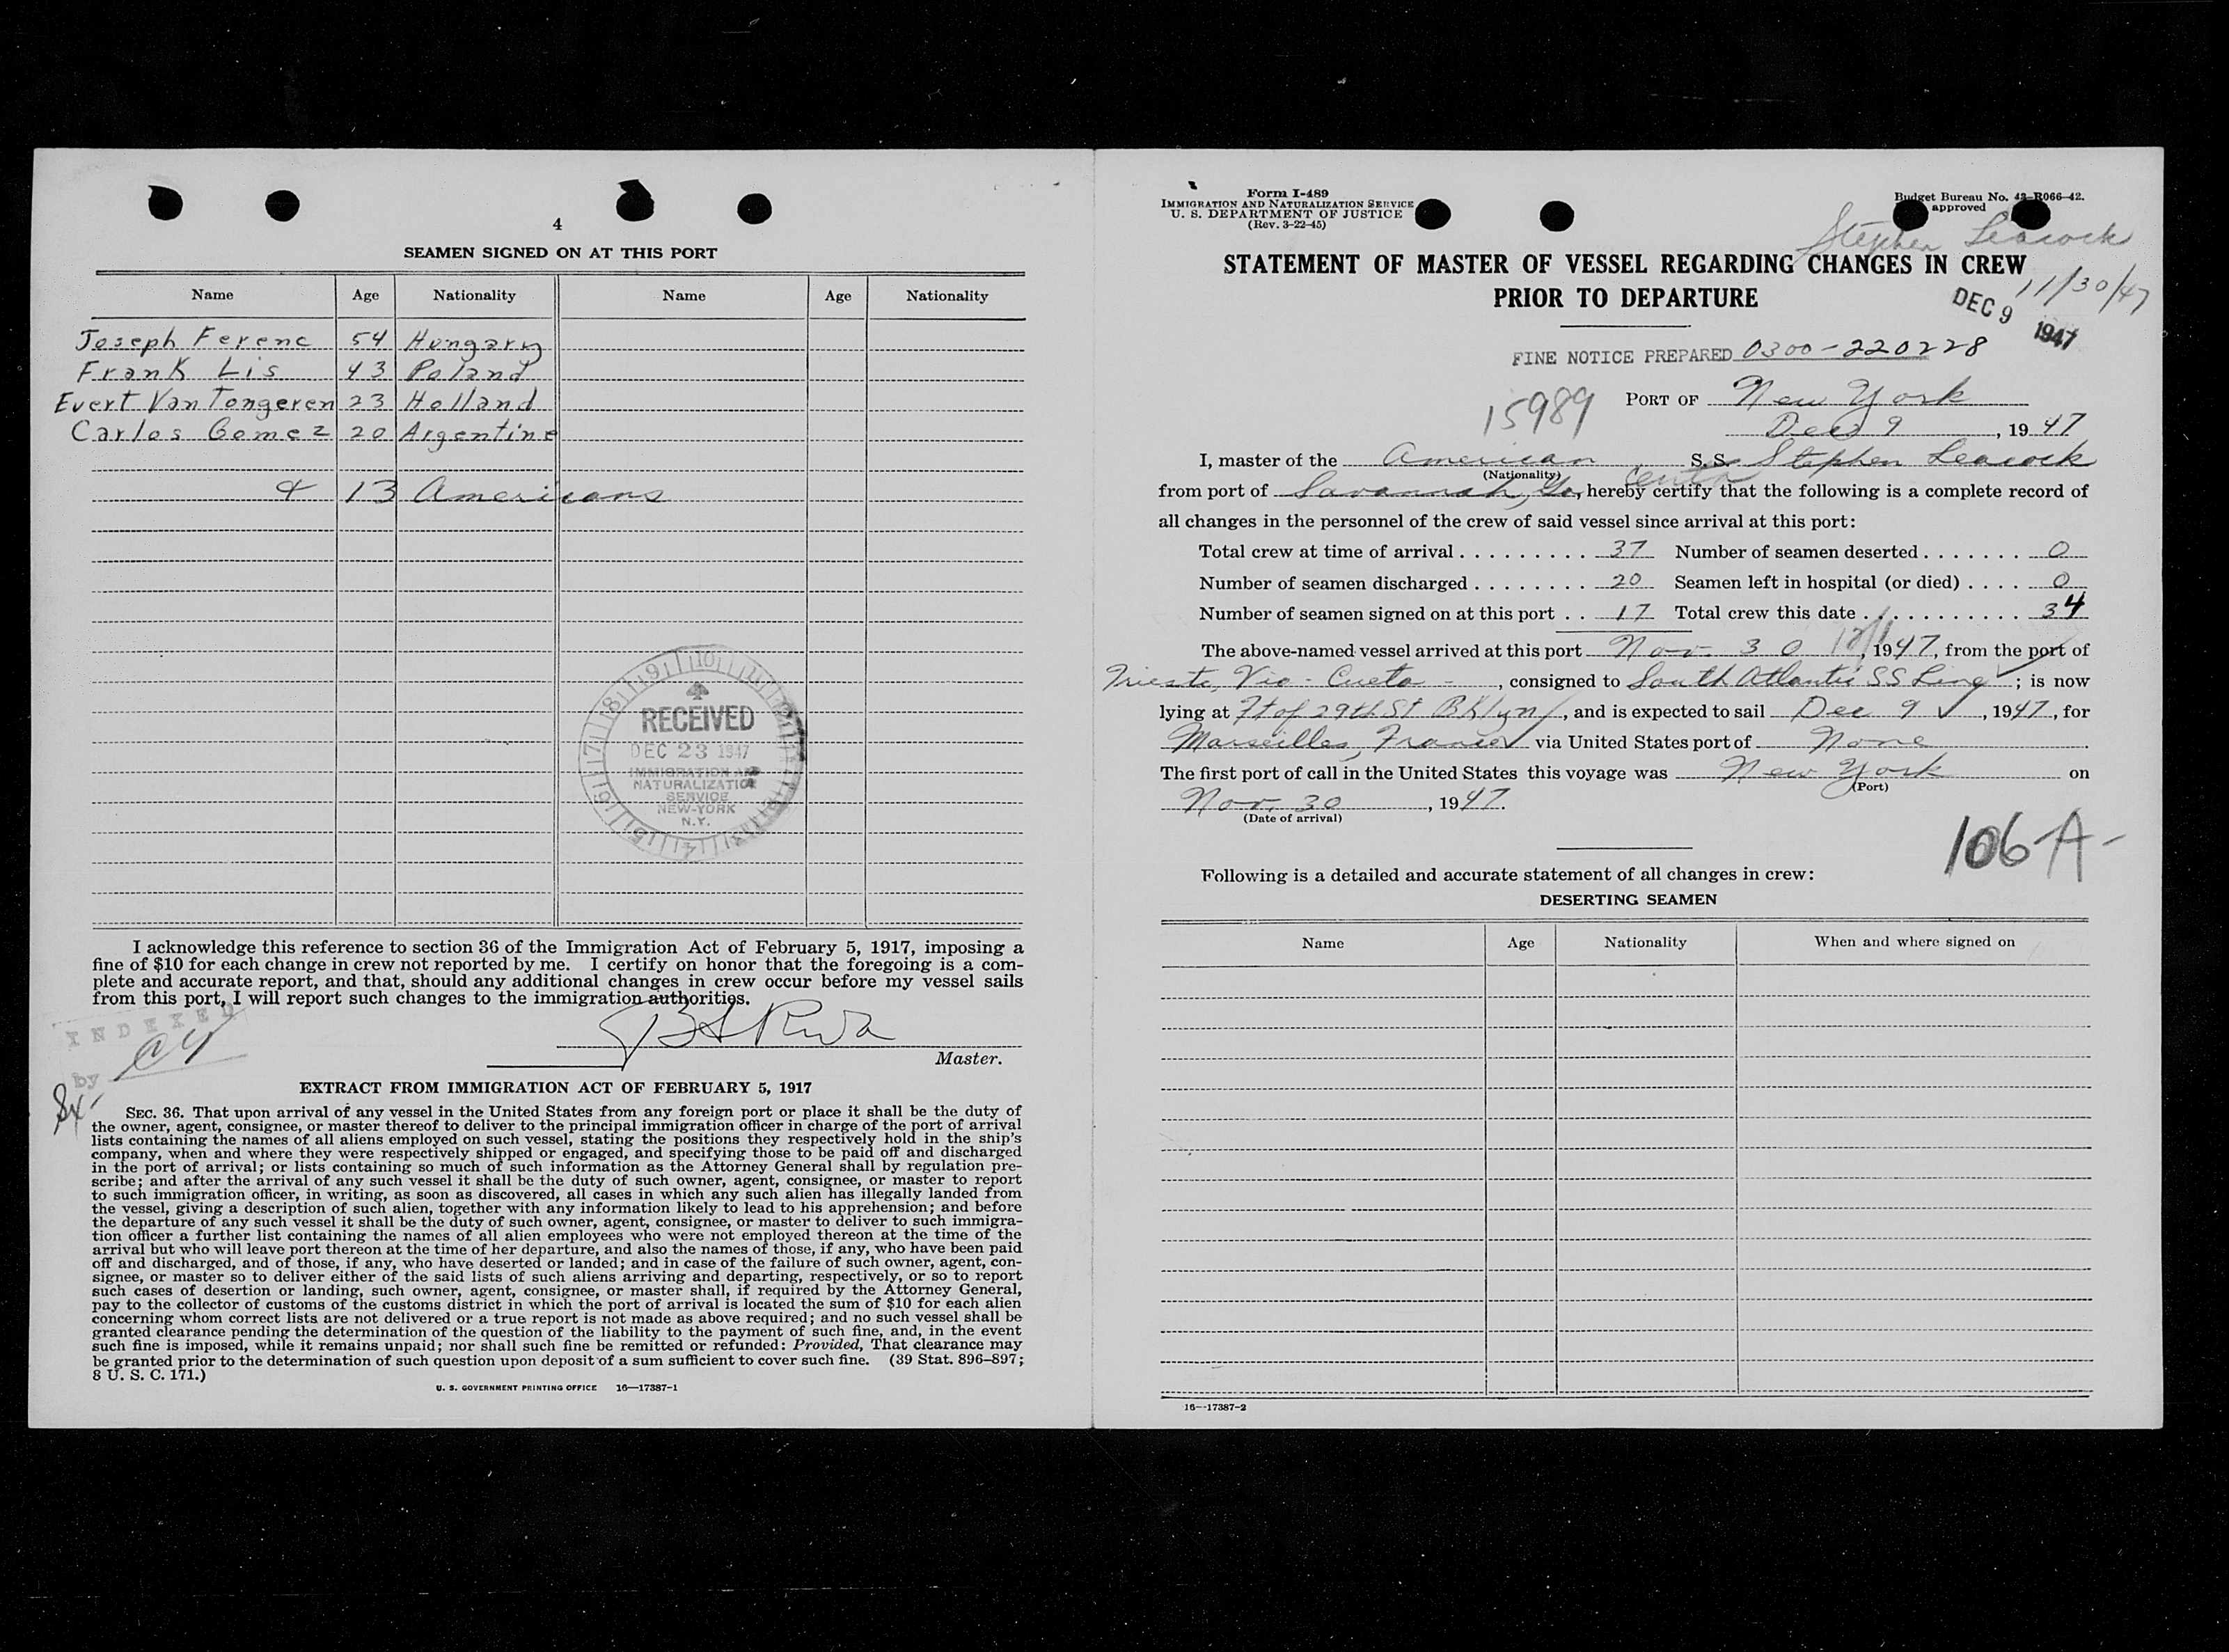 4
SEAMEN SIGNED ON AT THIS PORT
Name Age Nationality Name Age Nationality
Joseph Ferenc 54 Hungary
Frank Lis 43 Poland
Evert Van Tongeren 23 Holland
Carlos Gomez 20 Argentine
& 13 Americans
RECEIVED
DEC 23 1947
IMMIGRATION AND
NATURALIZATION
SERVICE
NEW-YORK
N.Y.
I acknowledge this reference to section 36 of the Immigration Act of February 5, 1917, imposing a
fine of $10 for each change in crew not reported by me. I certify on honor that the foregoing is a com-
plete and accurate report, and that, should any additional changes in crew occur before my vessel sails
from this port, I will report such changes to the immigration authorities.
INDEXED
by
Master.
EXTRACT FROM IMMIGRATION ACT OF FEBRUARY 5, 1917
SEC. 36. That upon arrival of any vessel in the United States from any foreign port or place it shall be the duty of
the owner, agent, consignee, or master thereof to deliver to the principal immigration officer in charge of the port of arrival
lists containing the names of all aliens employed on such vessel, stating the positions they respectively hold in the ship's
company, when and where they were respectively shipped or engaged, and specifying those to be paid off and discharged
in the port of arrival; or lists containing so much of such information as the Attorney General shall by regulation pre-
scribe; and after the arrival of any such vessel it shall be the duty of such owner, agent, consignee, or master to report
to such immigration officer, in writing, as soon as discovered, all cases in which any such alien has illegally landed from
the vessel, giving a description of such alien, together with any information likely to lead to his apprehension; and before
the departure of any such vessel it shall be the duty of such owner, agent, consignee, or master to deliver to such immigra-
tion officer a further list containing the names of all alien employees who were not employed thereon at the time of the
arrival but who will leave port thereon at the time of her departure, and also the names of those, if any, who have been paid
off and discharged, and of those, if any, who have deserted or landed; and in case of the failure of such owner, agent, con-
signee, or master so to deliver either of the said lists of such aliens arriving and departing, respectively, or so to report
such cases of desertion or landing, such owner, agent, consignee, or master shall, if required by the Attorney General,
pay to the collector of customs of the customs district in which the port of arrival is located the sum of $10 for each alien
concerning whom correct lists are not delivered or a true report is not made as above required; and no such vessel shall be
granted clearance pending the determination of the question of the liability to the payment of such fine, and, in the event
such fine is imposed, while it remains unpaid; nor shall such fine be remitted or refunded: Provided, That clearance may
be granted prior to the determination of such question upon deposit of a sum sufficient to cover such fine. (39 Stat. 896–897;
8 U. S. C. 171.)
U. S. GOVERNMENT PRINTING OFFICE 16—17387-1
Form I-489
IMMIGRATION AND NATURALIZATION SERVICE
U. S. DEPARTMENT OF JUSTICE
(Rev. 3-22-45)
Budget Bureau No. 43-R066-42.
approved
Stephen Leacock
STATEMENT OF MASTER OF VESSEL REGARDING CHANGES IN CREW
PRIOR TO DEPARTURE
11/30/47
DEC 9 1947
FINE NOTICE PREPARED 0300-220228
15989
PORT OF New York
Dec 9, 1947
I, master of the American S.S. Stephen Leacock
(Nationality)
from port of Savannah, Ga, hereby certify that the following is a complete record of
all changes in the personnel of the crew of said vessel since arrival at this port:
Total crew at time of arrival . . . . . . . . . 37 Number of seamen deserted . . . . . . . 0
Number of seamen discharged . . . . . . . . 20 Seamen left in hospital (or died) . . . . 0
Number of seamen signed on at this port . . 17 Total crew this date . . . . . . . . . . . 34
The above-named vessel arrived at this port Nov. 30 12/1, 1947, from the port of
Trieste, Via - Cueta -, consigned to South Atlantic SS Line; is now
lying at Ft of 29th St Bklyn, and is expected to sail Dec 9 ✓, 1947, for
Marseilles, France via United States port of None.
The first port of call in the United States this voyage was New York on
(Port)
Nov. 30, 1947.
(Date of arrival)
106-A-
Following is a detailed and accurate statement of all changes in crew:
DESERTING SEAMEN
Name Age Nationality When and where signed on
16—17387-2